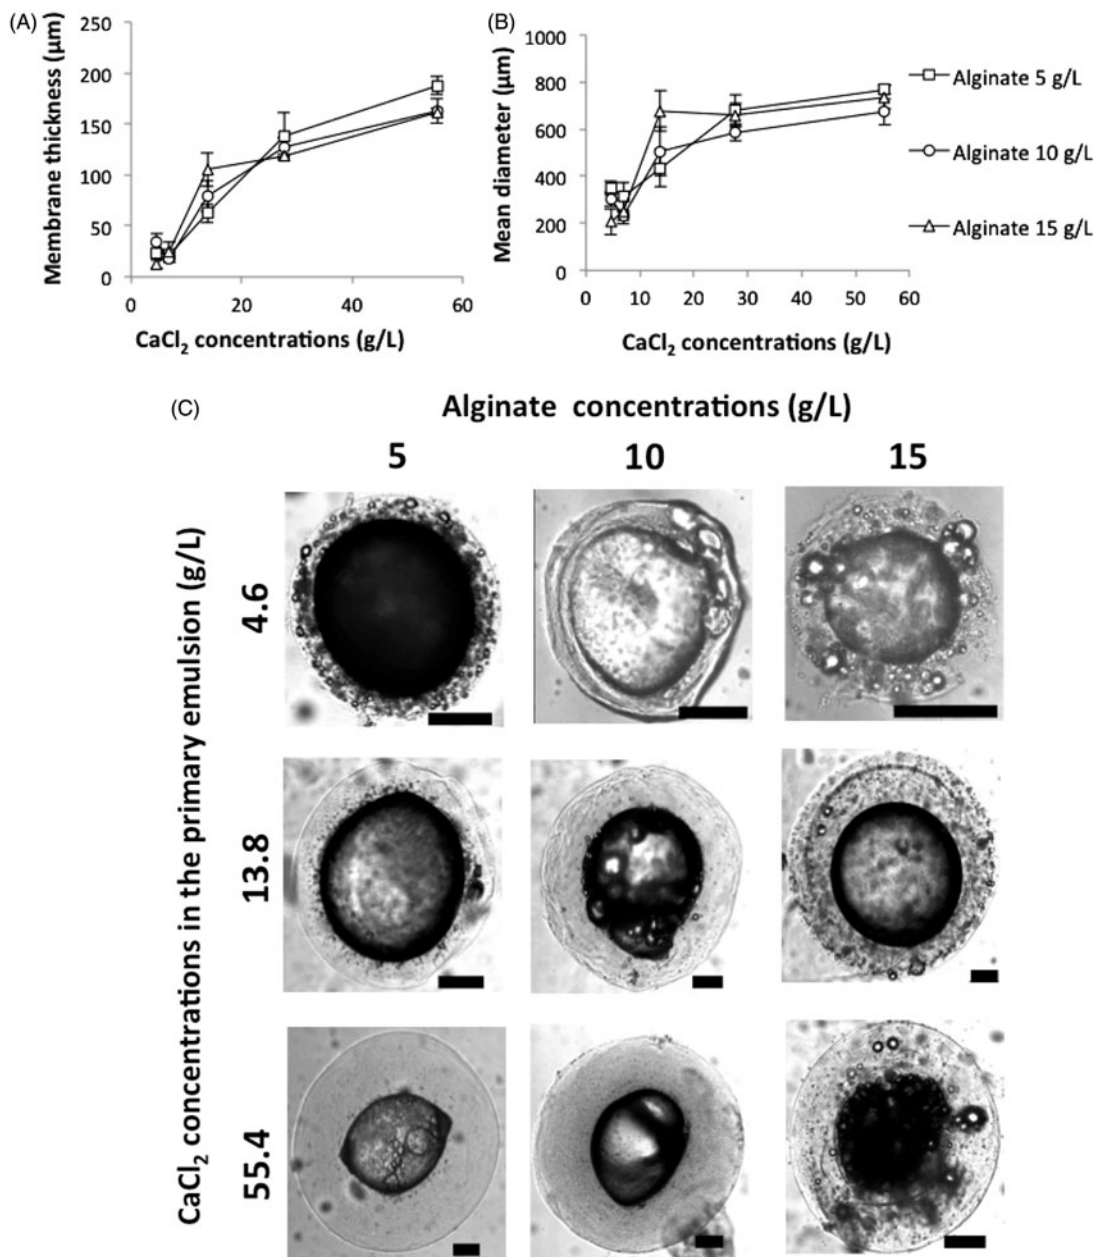 (A)
Membrane thickness (µm)
250
200
150
100
50
0
0 20 40 60
CaCl₂ concentrations (g/L)
(B)
Mean diameter (µm)
1000
800
600
400
200
0
0 10 20 30 40 50 60
CaCl₂ concentrations (g/L)
Alginate 5 g/L
Alginate 10 g/L
Alginate 15 g/L
(C)
Alginate concentrations (g/L)
5 10 15
CaCl₂ concentrations in the primary emulsion (g/L)
4.6
13.8
55.4